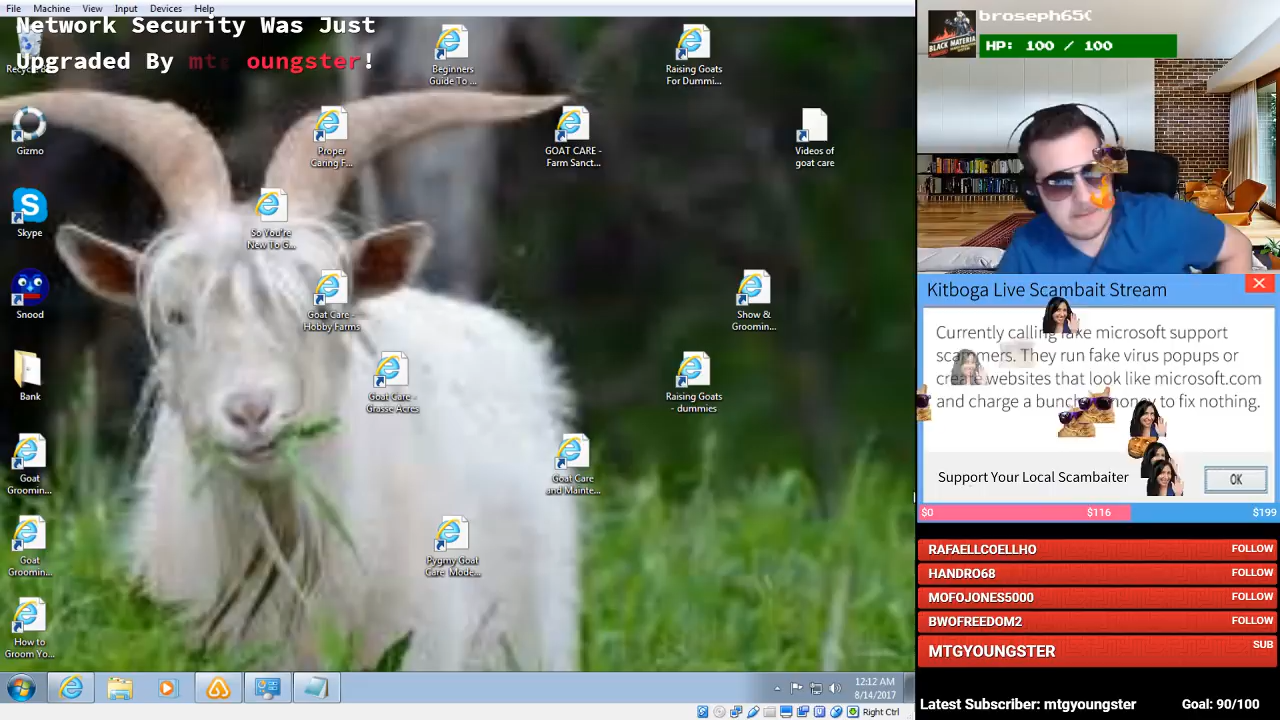 File Machine View Input Devices Help
Network Security Was Just
Upgraded By mtgyoungster!
Gizmo
Skype
Snood
Bank
Goat
Groomin...
Goat
Groomin...
How to
Groom Yo...
Beginners
Guide To ...
Raising Goats
For Dummi...
Proper
Caring F...
GOAT CARE -
Farm Sanct...
Videos of
goat care
So You're
New To G...
Goat Care -
Hobby Farms
Show &
Groomin...
Goat Care -
Grasse Acres
Raising Goats
- dummies
Goat Care
and Mainte...
Pygmy Goat
Care Mode...
12:12 AM
8/14/2017
Right Ctrl
BLACK MATERIA
HP: 100 / 100
Kitboga Live Scambait Stream
Currently calling fake microsoft support
scammers. They run fake virus popups or
create websites that look like microsoft.com
and charge a bunch of money to fix nothing.
Support Your Local Scambaiter
OK
$0 $116 $199
RAFAELLCOELLHO FOLLOW
HANDRO68 FOLLOW
MOFOJONES5000 FOLLOW
BWOFREEDOM2 FOLLOW
MTGYOUNGSTER SUB
Latest Subscriber: mtgyoungster Goal: 90/100